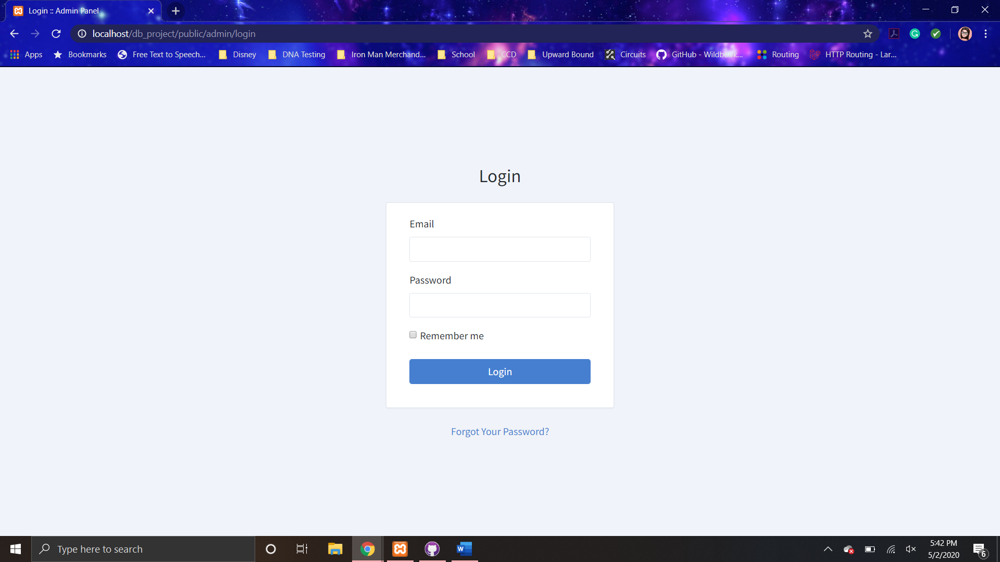 Login :: Admin Panel
localhost/db_project/public/admin/login
Apps Bookmarks Free Text to Speech... Disney DNA Testing Iron Man Merchand... School CCD Upward Bound Circuits GitHub - Wildbook... Routing HTTP Routing - Lar...
Login
Email
Password
Remember me
Login
Forgot Your Password?
Type here to search
5:42 PM
5/2/2020
6